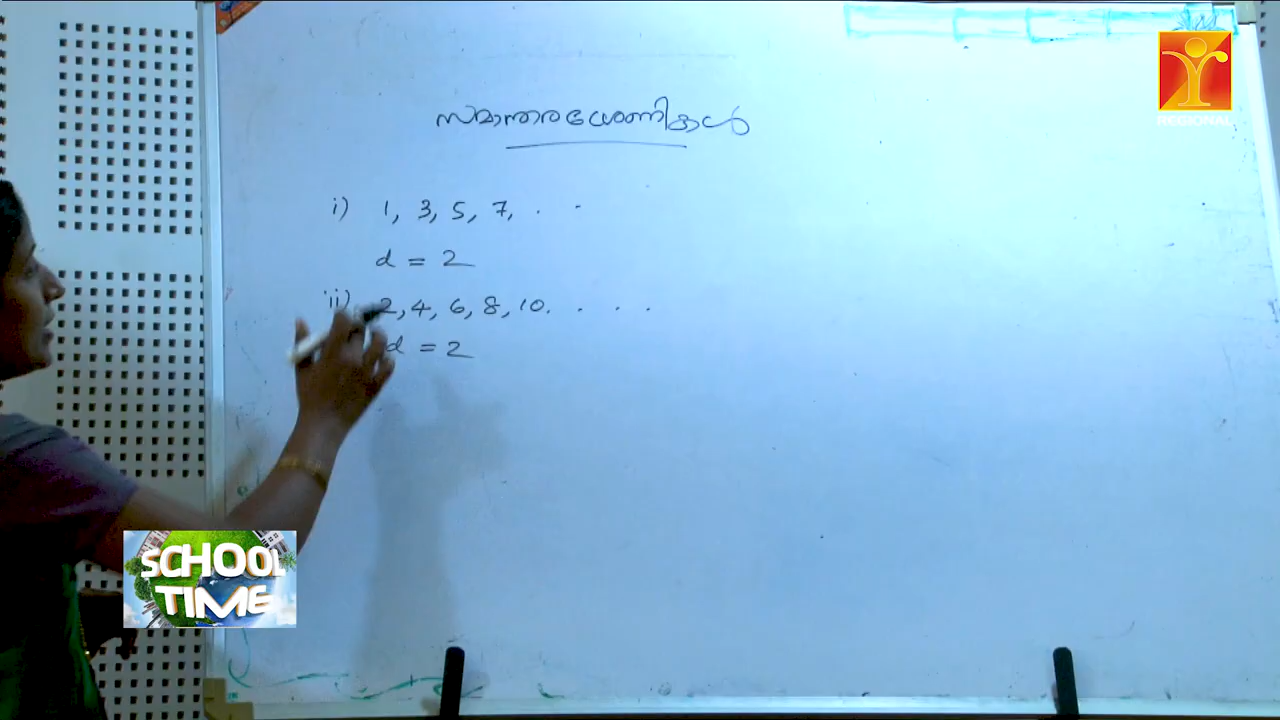 സമാന്തരശ്രേണികൾ
REGIONAL
i) 1, 3, 5, 7, . .
d = 2
ii) 2, 4, 6, 8, 10. . . .
d = 2
SCHOOL
TIME